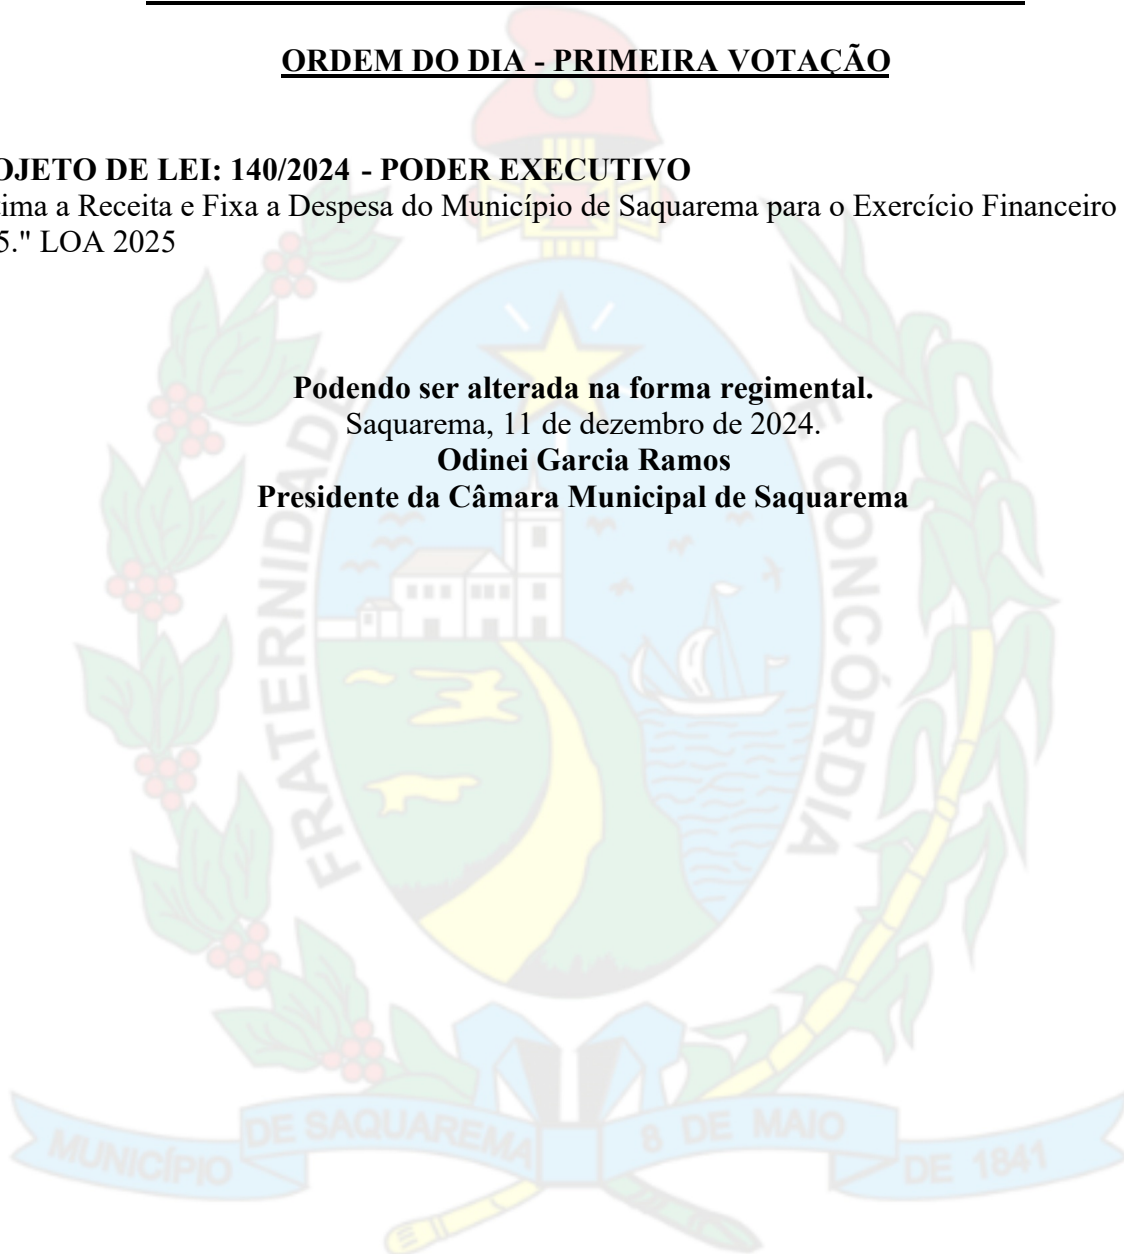 ORDEM DO DIA - PRIMEIRA VOTAÇÃO
OJETO DE LEI: 140/2024 - PODER EXECUTIVO
ima a Receita e Fixa a Despesa do Município de Saquarema para o Exercício Financeiro
5." LOA 2025
Podendo ser alterada na forma regimental.
Saquarema, 11 de dezembro de 2024.
Odinei Garcia Ramos
Presidente da Câmara Municipal de Saquarema
FRATERNIDADE
E CONCÓRDIA
MUNICÍPIO DE SAQUAREMA 8 DE MAIO DE 1841